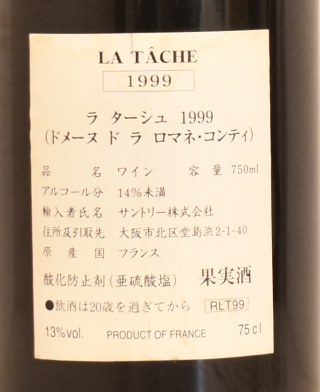 LA TÂCHE
1999
ラ ターシュ 1999
(ドメーヌ ド ラ ロマネ・コンティ)
品 名 ワイン 容 量 750ml
アルコール分 14%未満
輸入者氏名 サントリー株式会社
住所及引取先 大阪市北区堂島浜2-1-40
原 産 国 フランス
酸化防止剤(亜硫酸塩) 果実酒
●飲酒は20歳を過ぎてから RLT99
13%vol. PRODUCT OF FRANCE 75cl